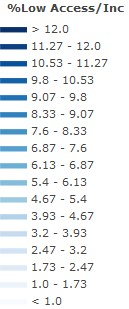 %Low Access/Inc
> 12.0
11.27 - 12.0
10.53 - 11.27
9.8 - 10.53
9.07 - 9.8
8.33 - 9.07
7.6 - 8.33
6.87 - 7.6
6.13 - 6.87
5.4 - 6.13
4.67 - 5.4
3.93 - 4.67
3.2 - 3.93
2.47 - 3.2
1.73 - 2.47
1.0 - 1.73
< 1.0